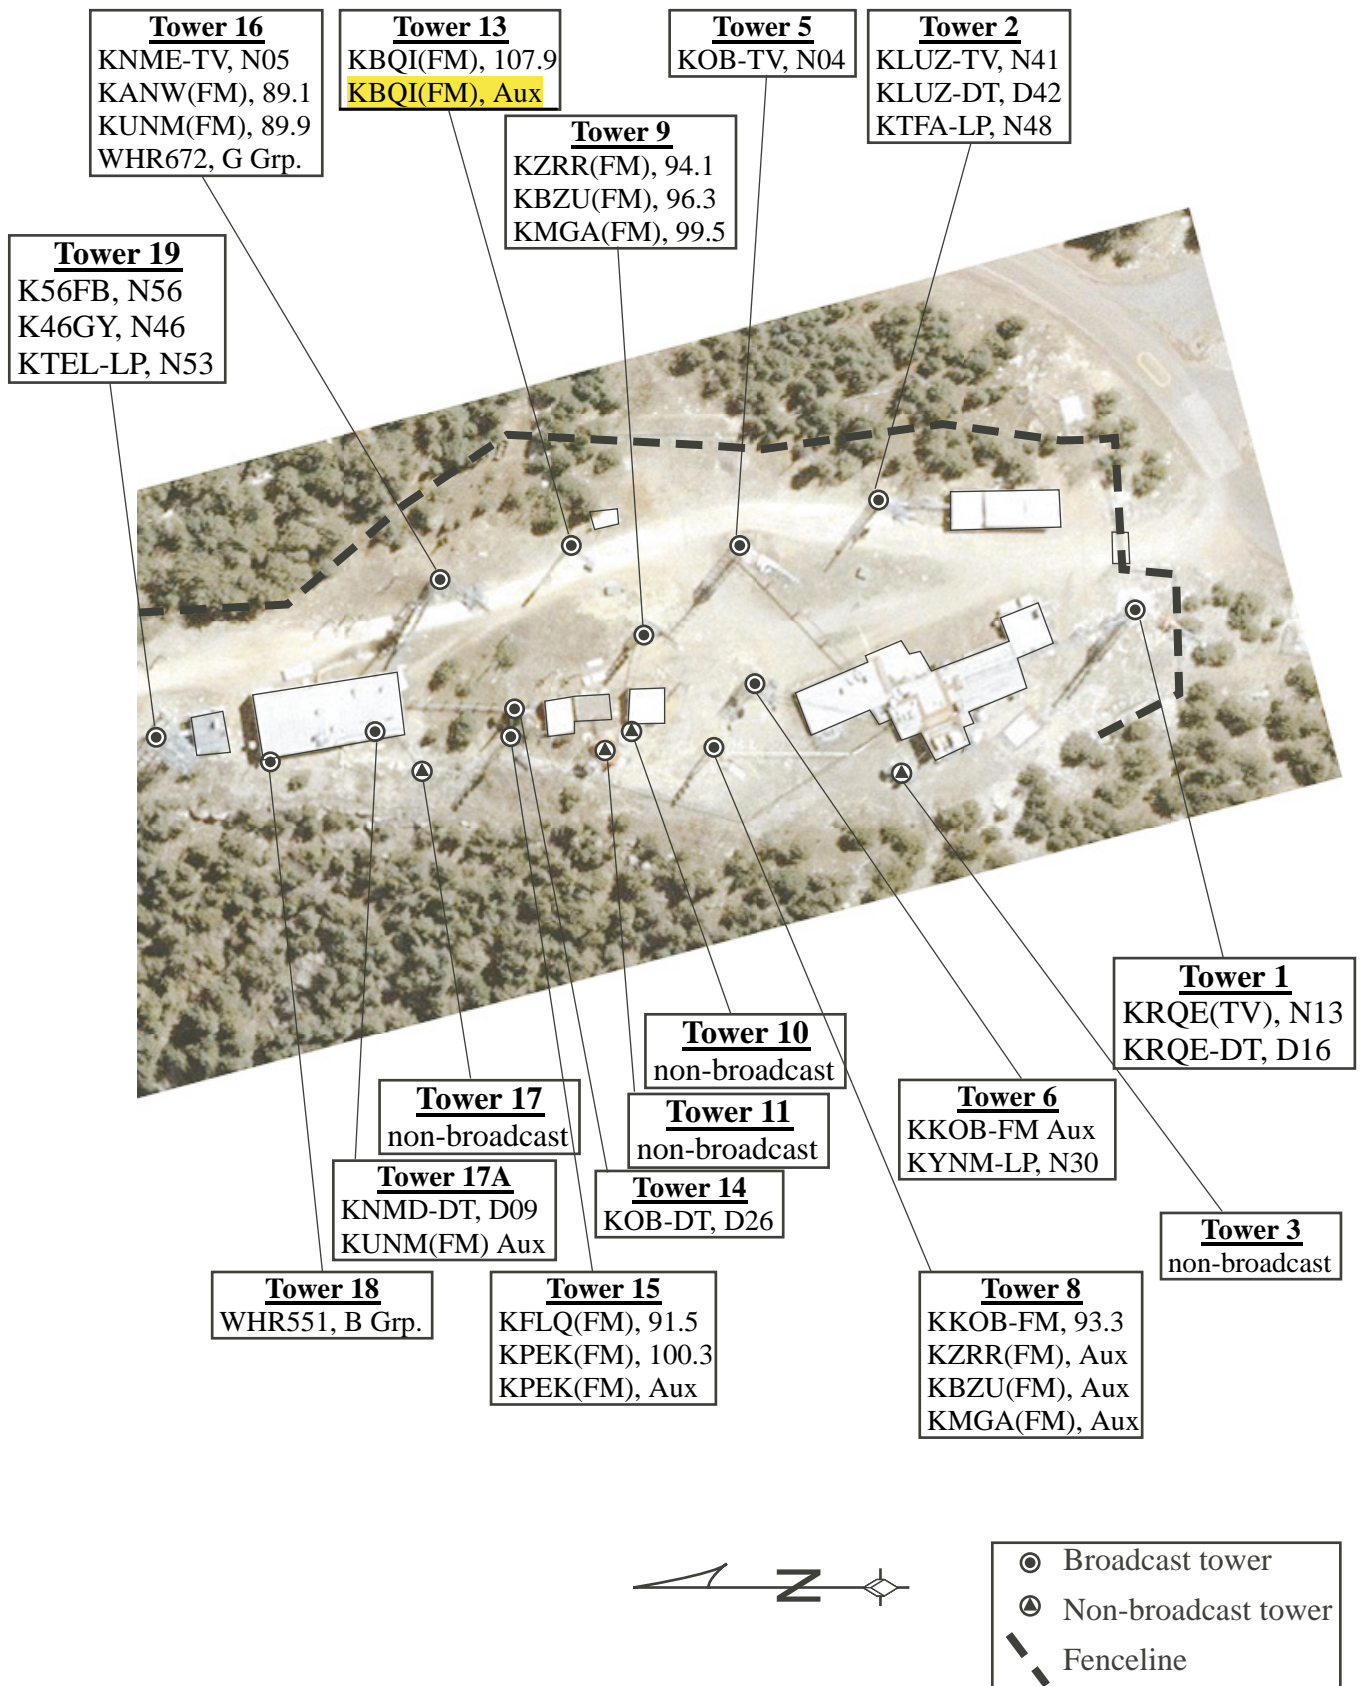 Tower 16
KNME-TV, N05
KANW(FM), 89.1
KUNM(FM), 89.9
WHR672, G Grp.
Tower 13
KBQI(FM), 107.9
KBQI(FM), Aux
Tower 5
KOB-TV, N04
Tower 2
KLUZ-TV, N41
KLUZ-DT, D42
KTFA-LP, N48
Tower 9
KZRR(FM), 94.1
KBZU(FM), 96.3
KMGA(FM), 99.5
Tower 19
K56FB, N56
K46GY, N46
KTEL-LP, N53
Tower 1
KRQE(TV), N13
KRQE-DT, D16
Tower 10
non-broadcast
Tower 17
non-broadcast
Tower 11
non-broadcast
Tower 6
KKOB-FM Aux
KYNM-LP, N30
Tower 17A
KNMD-DT, D09
KUNM(FM) Aux
Tower 14
KOB-DT, D26
Tower 3
non-broadcast
Tower 18
WHR551, B Grp.
Tower 15
KFLQ(FM), 91.5
KPEK(FM), 100.3
KPEK(FM), Aux
Tower 8
KKOB-FM, 93.3
KZRR(FM), Aux
KBZU(FM), Aux
KMGA(FM), Aux
N
Broadcast tower
Non-broadcast tower
Fenceline